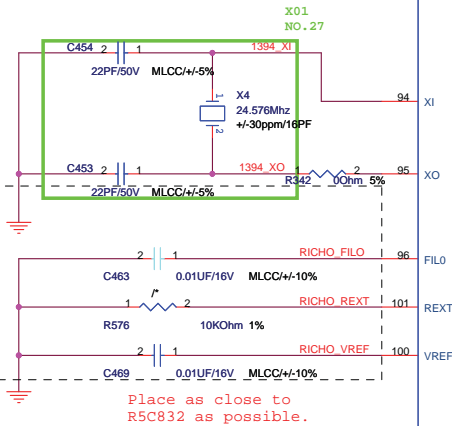 X01
NO.27
C454 2 1 1394_XI
22PF/50V MLCC/+/-5%
1 X4
24.576Mhz
+/-30ppm/16PF
2
94 XI
C453 2 1 1394_XO 1 2 95 XO
R342 0Ohm 5%
22PF/50V MLCC/+/-5%
2 1 RICHO_FILO 96 FIL0
C463 0.01UF/16V MLCC/+/-10%
/*
1 2 RICHO_REXT 101 REXT
R576 10KOhm 1%
2 1 RICHO_VREF 100 VREF
C469 0.01UF/16V MLCC/+/-10%
Place as close to
R5C832 as possible.